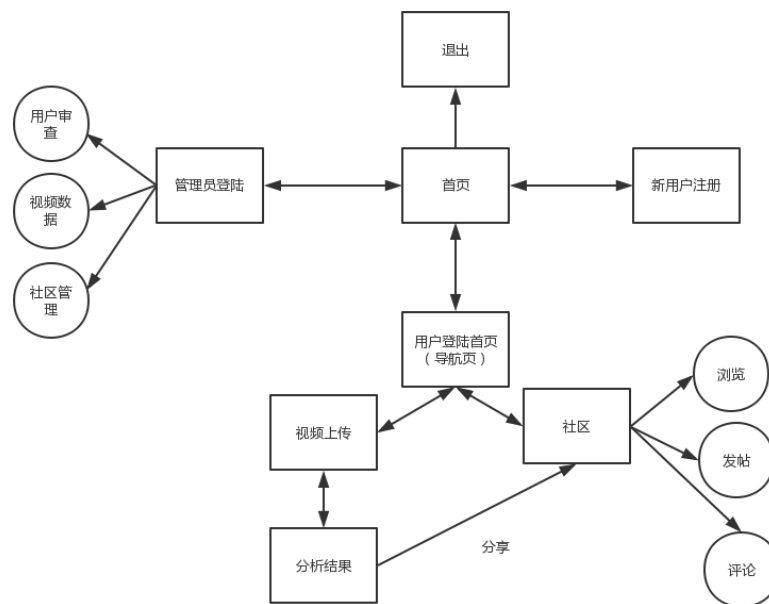 退出
用户审
查
管理员登陆
首页
新用户注册
视频数
据
社区管
理
用户登陆首页
（导航页）
浏览
视频上传
社区
发帖
分享
分析结果
评论